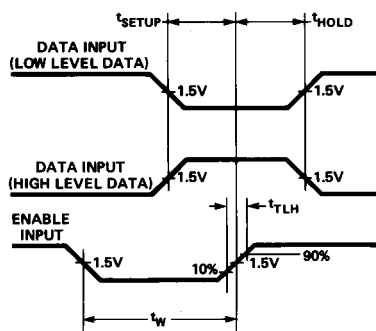 tSETUP
tHOLD
DATA INPUT
(LOW LEVEL DATA)
1.5V
1.5V
DATA INPUT
(HIGH LEVEL DATA)
1.5V
1.5V
tTLH
ENABLE
INPUT
1.5V
10%
1.5V
90%
tW